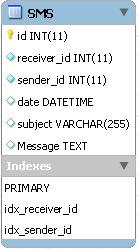 SMS
id INT(11)
receiver_id INT(11)
sender_id INT(11)
date DATETIME
subject VARCHAR(255)
Message TEXT
Indexes
PRIMARY
idx_receiver_id
idx_sender_id